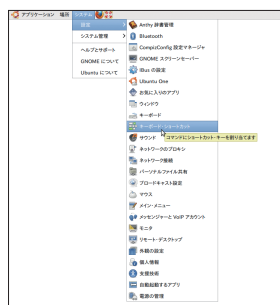 アプリケーション 場所 システム
設定
システム管理
ヘルプとサポート
GNOME について
Ubuntu について
Anthy 辞書管理
Bluetooth
CompizConfig 設定マネージャ
GNOME スクリーンセーバー
IBus の設定
Ubuntu One
お気に入りのアプリ
ウィンドウ
キーボード
キーボード・ショートカット
サウンド
コマンドにショートカット・キーを割り当てます
ネットワークのプロキシ
ネットワーク接続
パーソナルファイル共有
ブロードキャスト設定
マウス
メイン・メニュー
メッセンジャーと VoIP アカウント
モニタ
リモート・デスクトップ
外観の設定
個人情報
支援技術
自動起動するアプリ
電源の管理